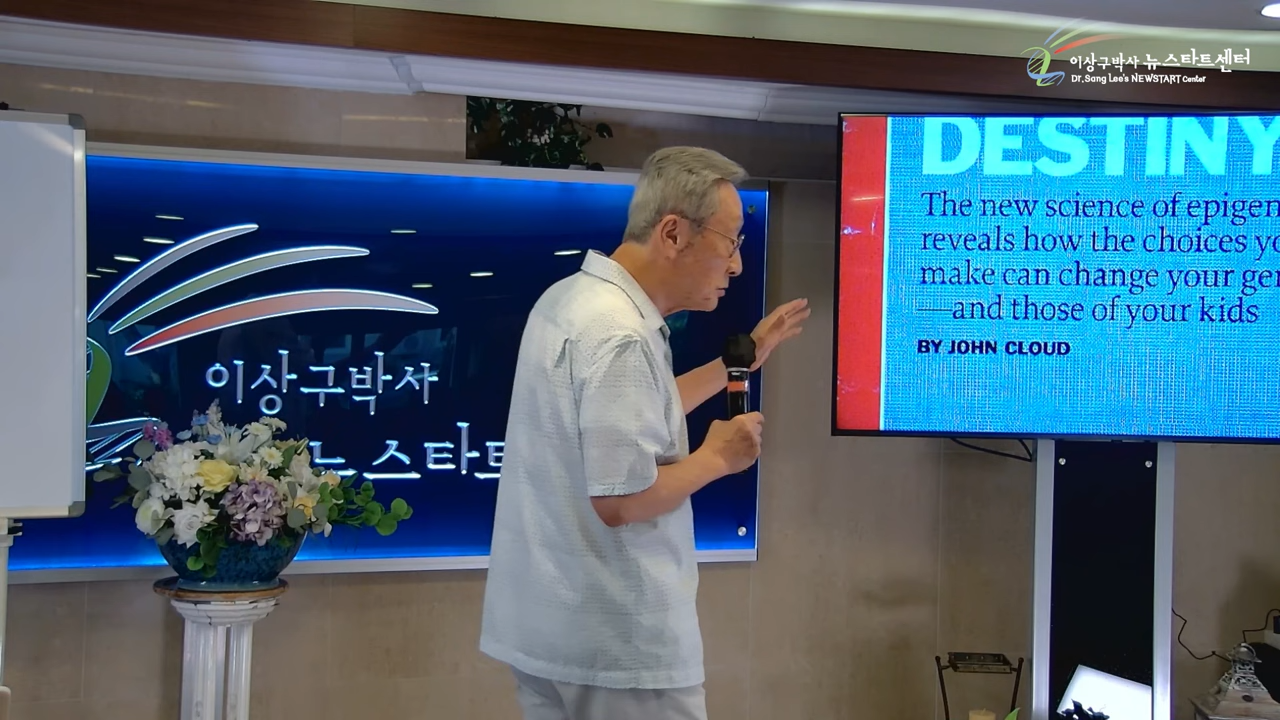 이상구박사 뉴스타트센터
Dr.Sang Lee's NEWSTART Center
DESTINY
The new science of epigen
reveals how the choices yo
make can change your gen
—and those of your kids
BY JOHN CLOUD
이상구박사
뉴스타트